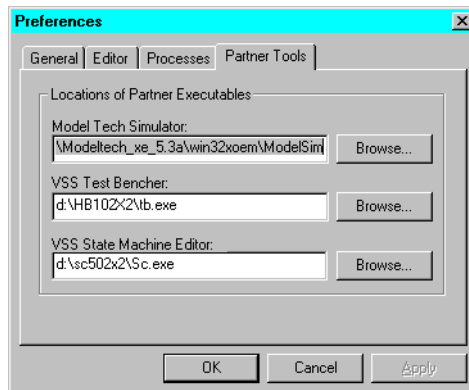 Preferences
General Editor Processes Partner Tools
Locations of Partner Executables
Model Tech Simulator:
\Modeltech_xe_5.3a\win32xoem\ModelSim Browse...
VSS Test Bencher:
d:\HB102X2\tb.exe Browse...
VSS State Machine Editor:
d:\sc502x2\Sc.exe Browse...
OK Cancel Apply